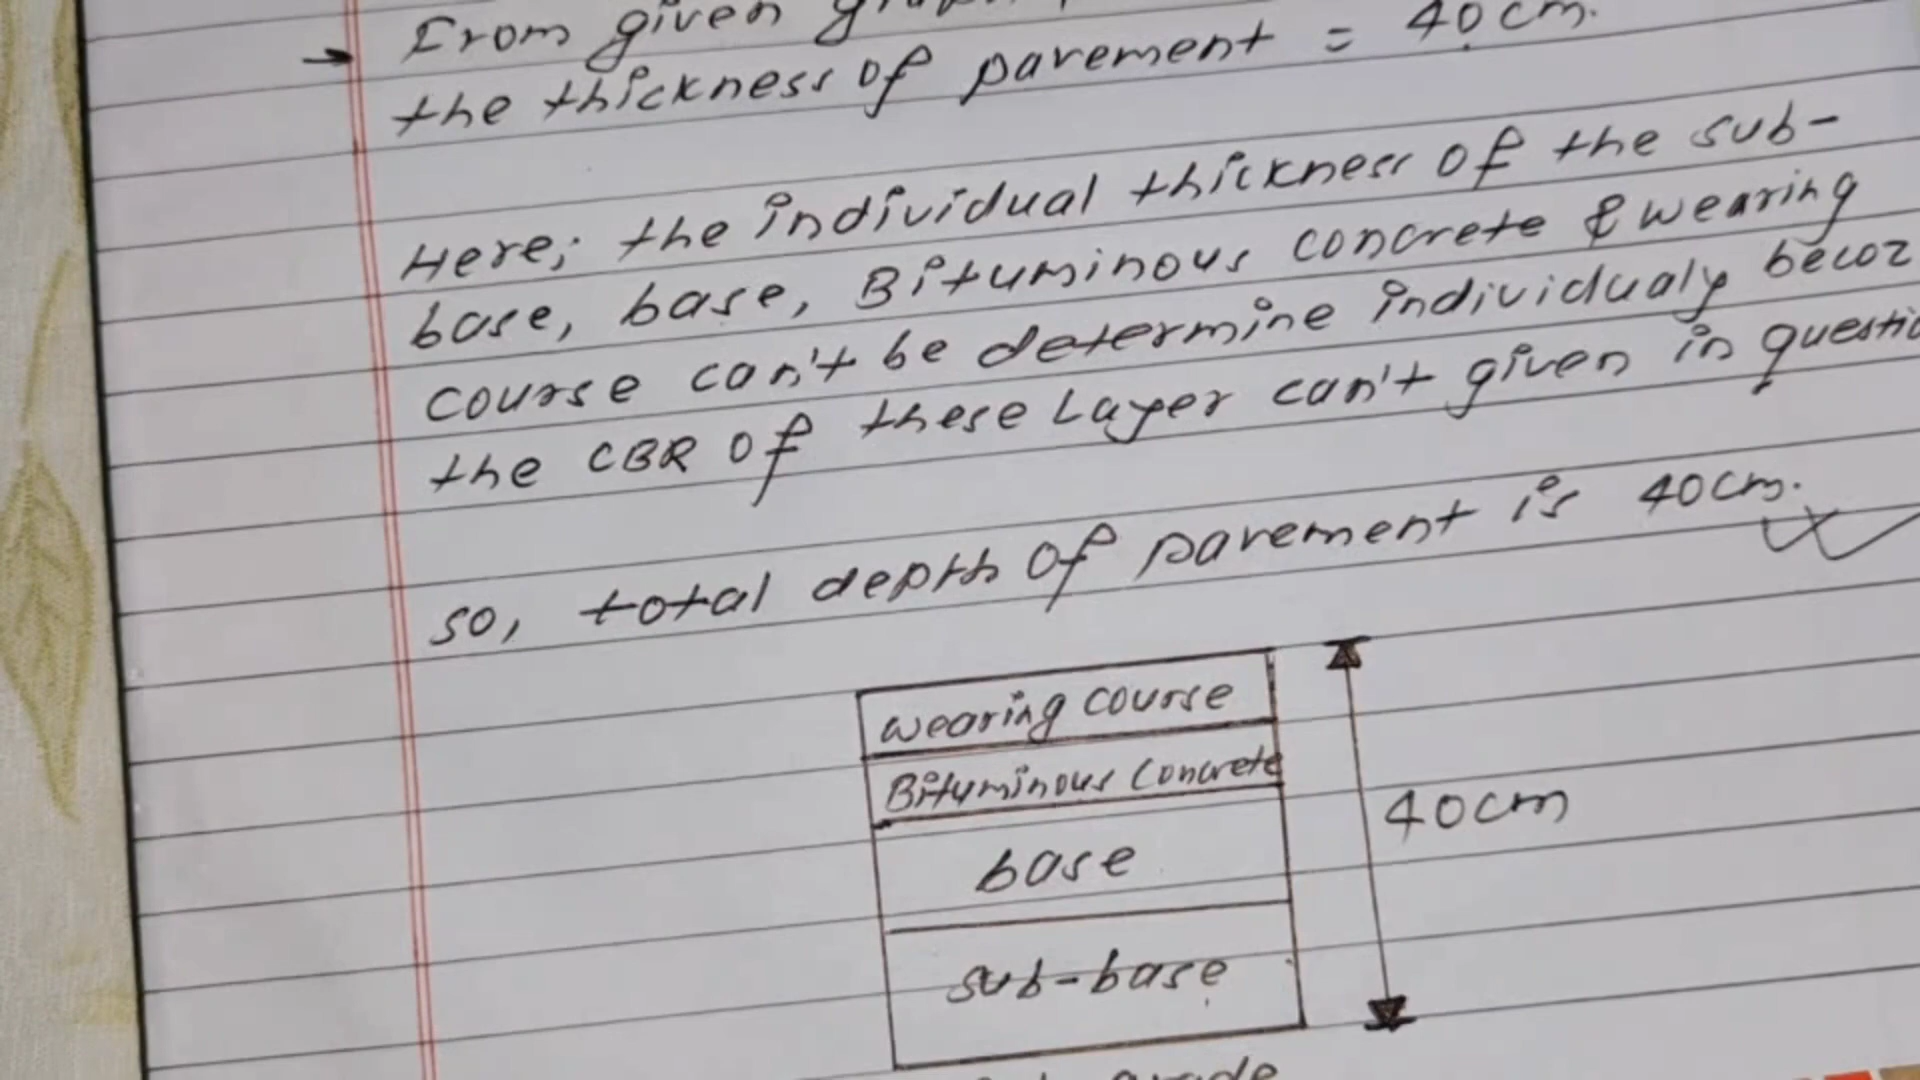 From given
the thickness of pavement = 40cm.
Here; the individual thickness of the sub-
base, base, Bituminous concrete & wearing
course can't be determine individualy becoz
the CBR of these Layer can't given in questio
so, total depth of pavement is 40cm.
wearing course
Bituminous Concrete
base
40cm
sub-base
grade